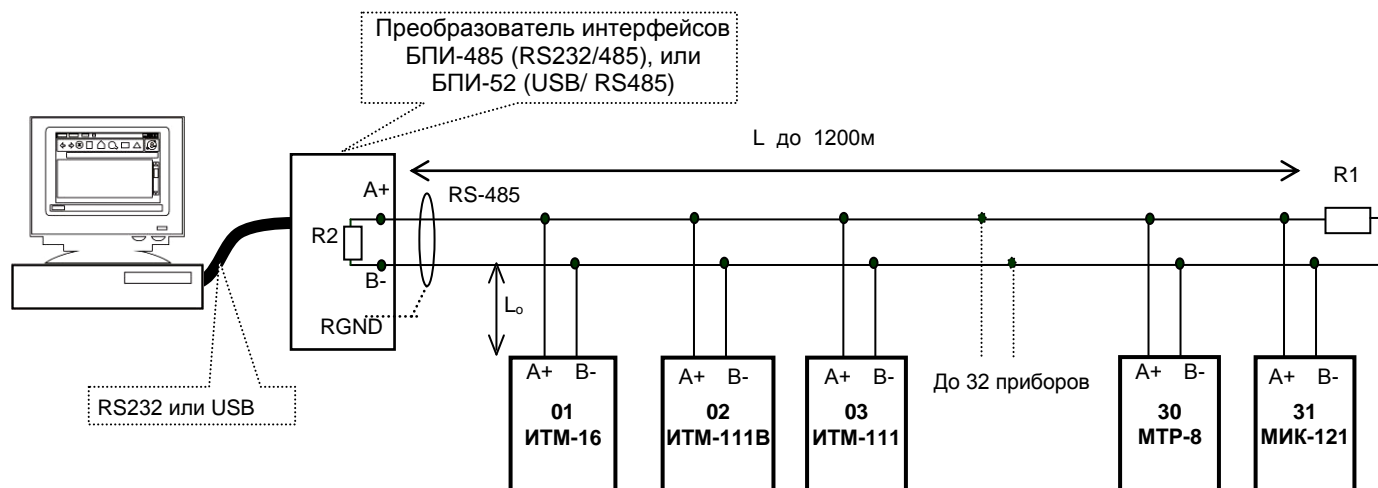 Преобразователь интерфейсов
БПИ-485 (RS232/485), или
БПИ-52 (USB/ RS485)
L до 1200м
R1
A+
RS-485
R2
B-
Lo
RGND
RS232 или USB
До 32 приборов
A+ B-
01
ИТМ-16
A+ B-
02
ИТМ-111В
A+ B-
03
ИТМ-111
A+ B-
30
МТР-8
A+ B-
31
МИК-121